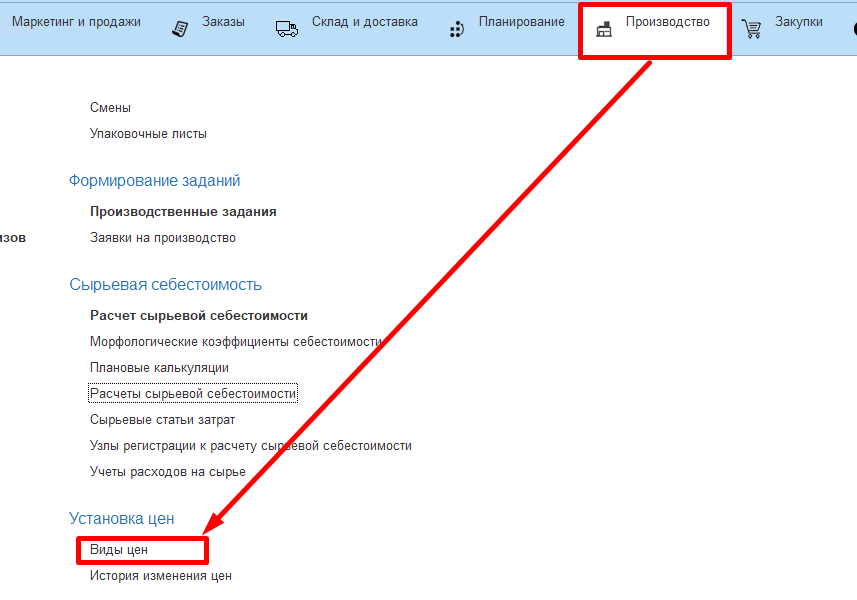 Маркетинг и продажи Заказы Склад и доставка Планирование Производство Закупки
Смены
Упаковочные листы
Формирование заданий
Производственные задания
Заявки на производство
Сырьевая себестоимость
Расчет сырьевой себестоимости
Морфологические коэффициенты себестоимости
Плановые калькуляции
Расчеты сырьевой себестоимости
Сырьевые статьи затрат
Узлы регистрации к расчету сырьевой себестоимости
Учеты расходов на сырье
Установка цен
Виды цен
История изменения цен